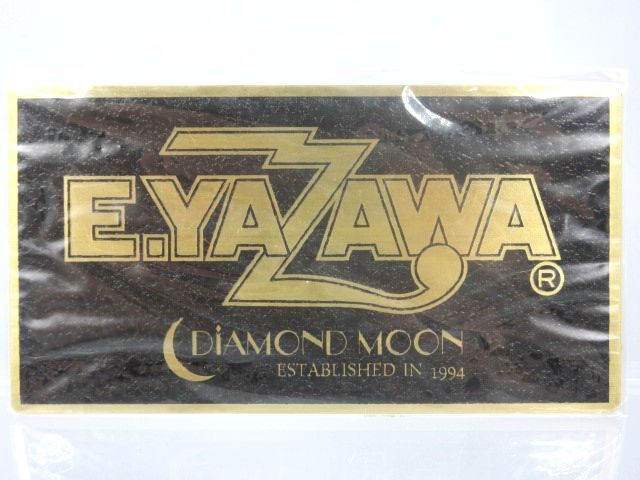 E.YAZAWA®
DiAMOND MOON
ESTABLISHED IN 1994